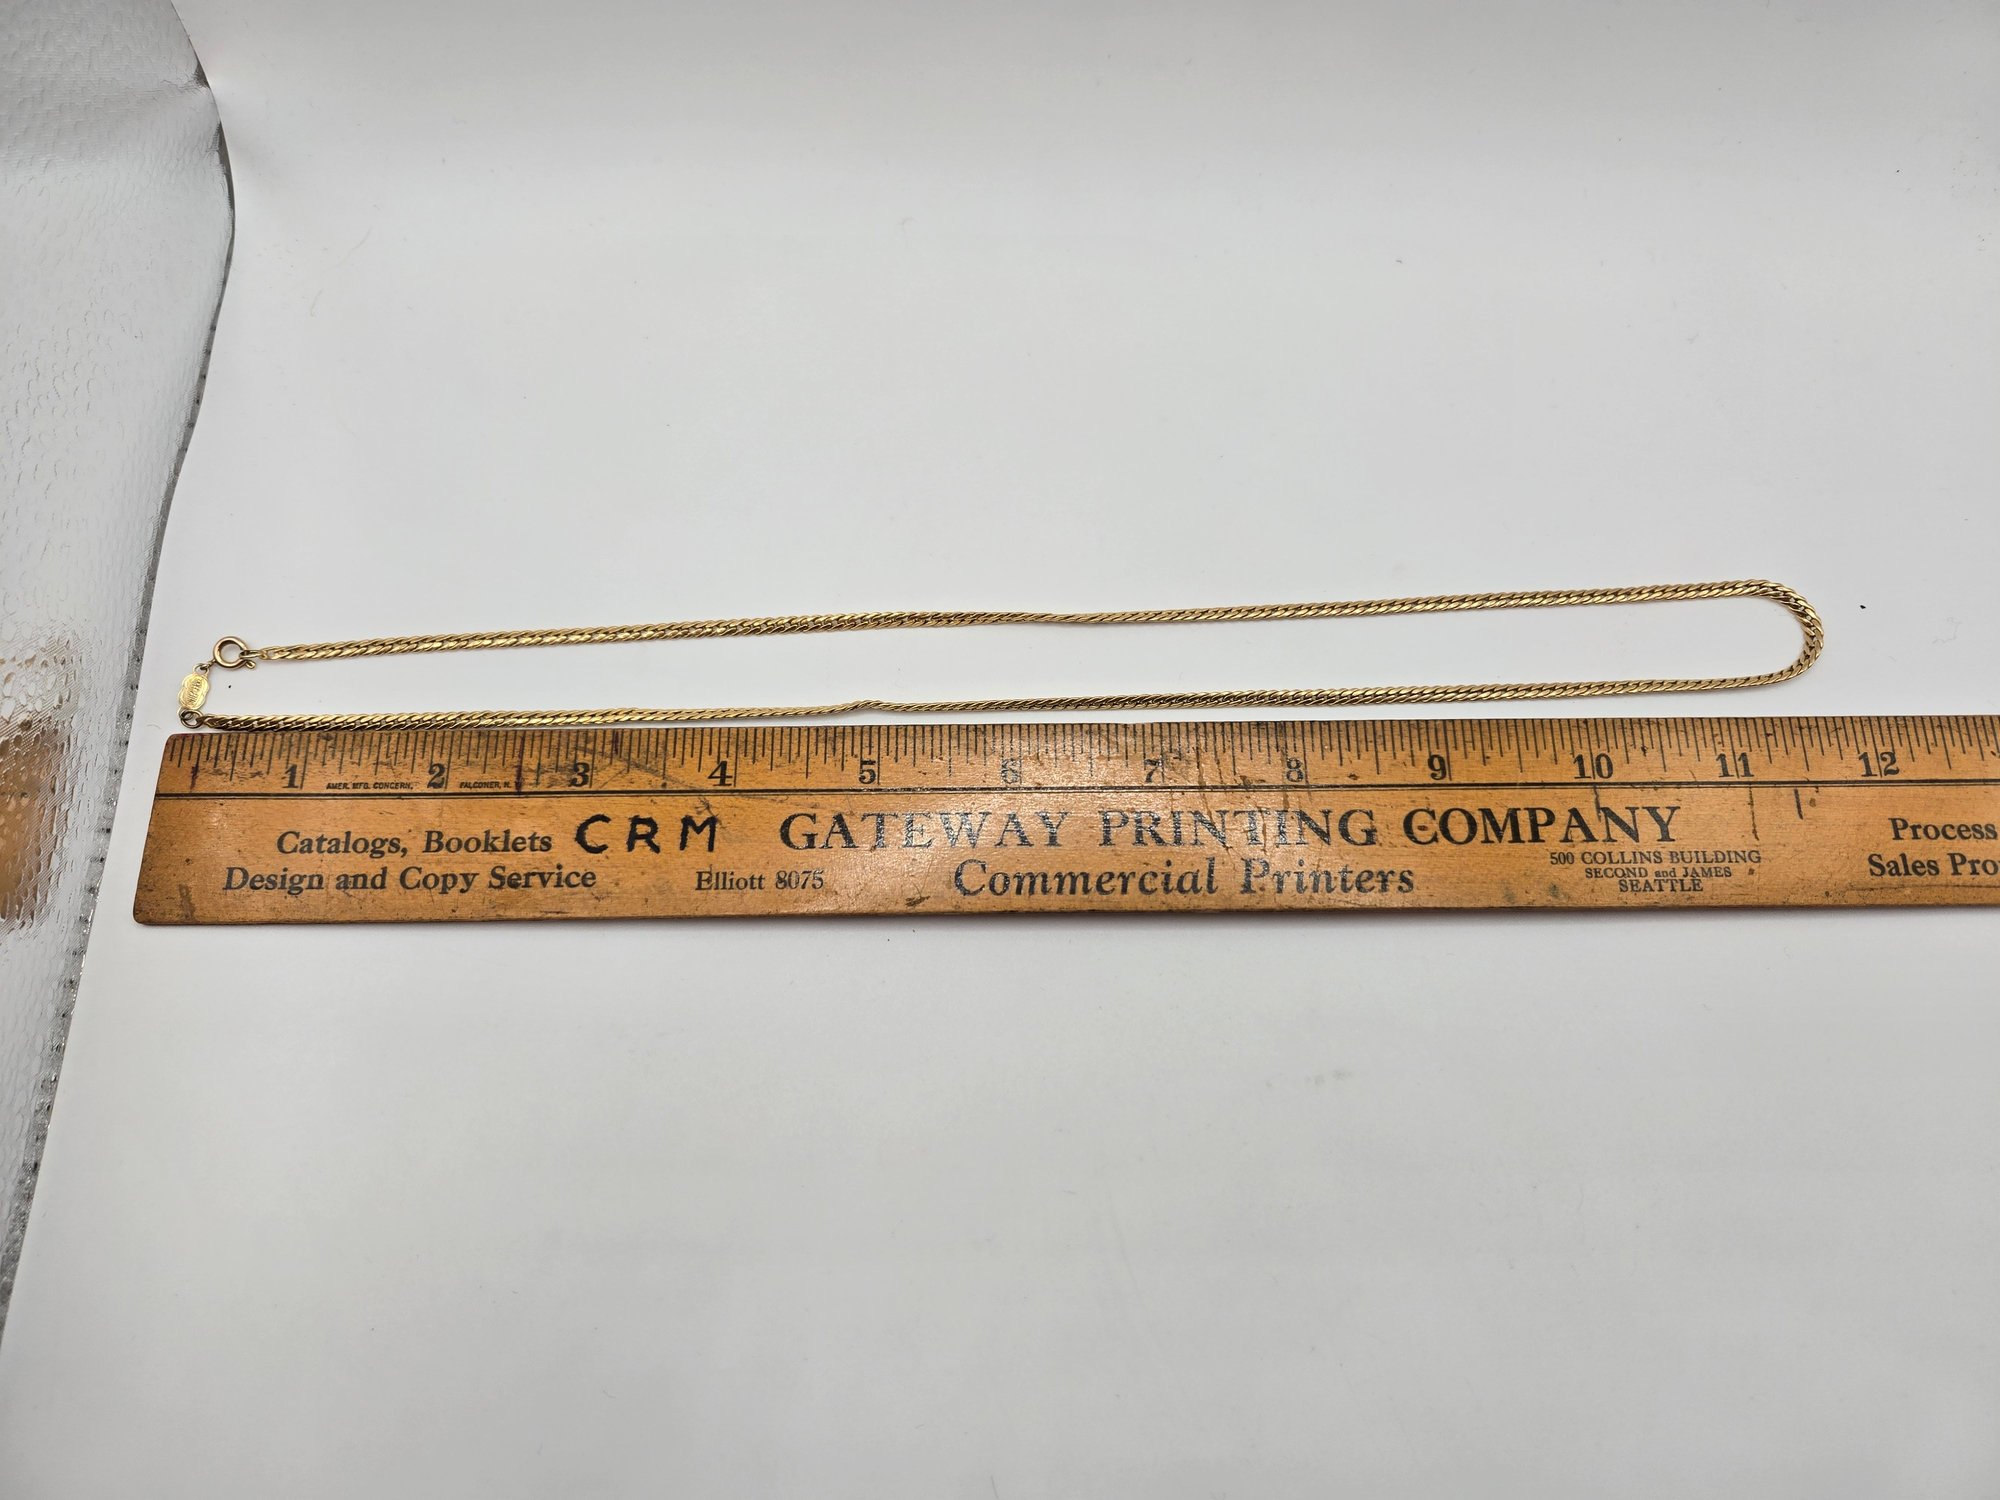 1 2 3 4 5 6 7 8 9 10 11 12
AMER. MFG. CONCERN, FALCONER, N.
Catalogs, Booklets CRM GATEWAY PRINTING COMPANY Process
Design and Copy Service Elliott 8075 Commercial Printers 500 COLLINS BUILDING Sales Pro
SECOND and JAMES
SEATTLE